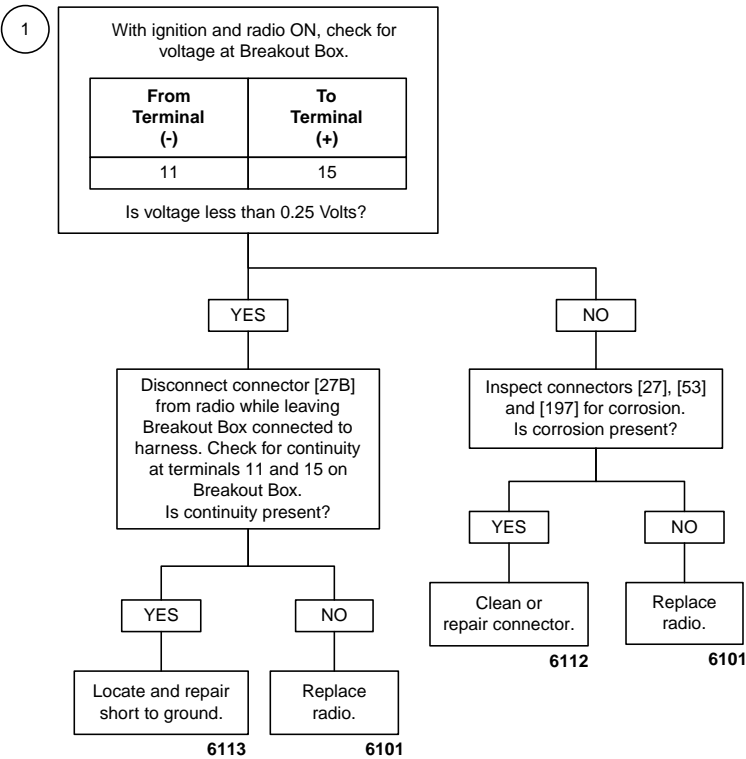 1
With ignition and radio ON, check for
voltage at Breakout Box.
From
Terminal
(-)
To
Terminal
(+)
11
15
Is voltage less than 0.25 Volts?
YES
NO
Disconnect connector [27B]
from radio while leaving
Breakout Box connected to
harness. Check for continuity
at terminals 11 and 15 on
Breakout Box.
Is continuity present?
Inspect connectors [27], [53]
and [197] for corrosion.
Is corrosion present?
YES
NO
Clean or
repair connector.
6112
Replace
radio.
6101
YES
NO
Locate and repair
short to ground.
6113
Replace
radio.
6101